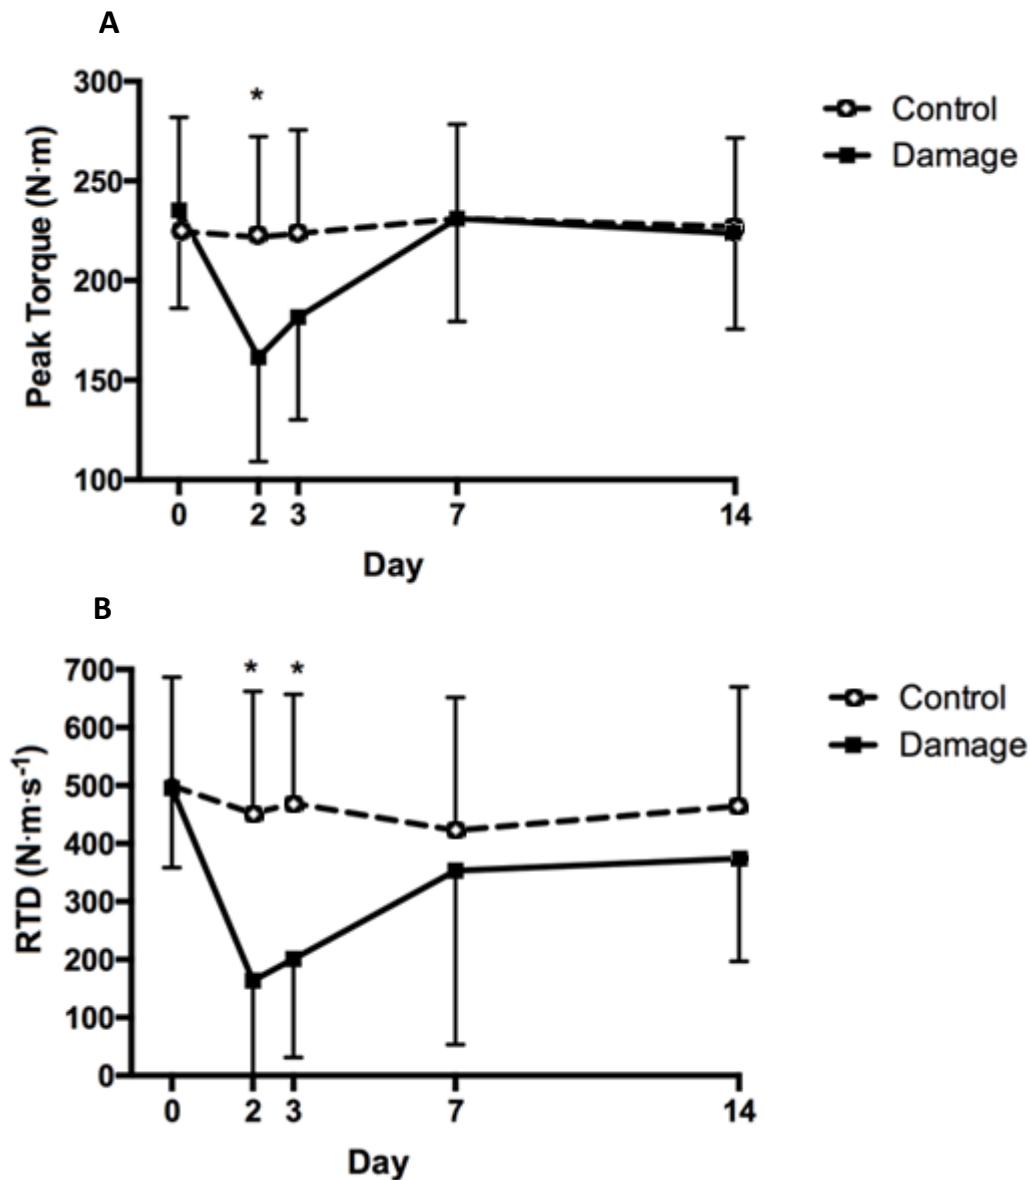 A
300
250
200
150
100
Peak Torque (N·m)
*
Control
Damage
0 2 3 7 14
Day
B
700
600
500
400
300
200
100
0
RTD (N·m·s-1)
* *
Control
Damage
0 2 3 7 14
Day